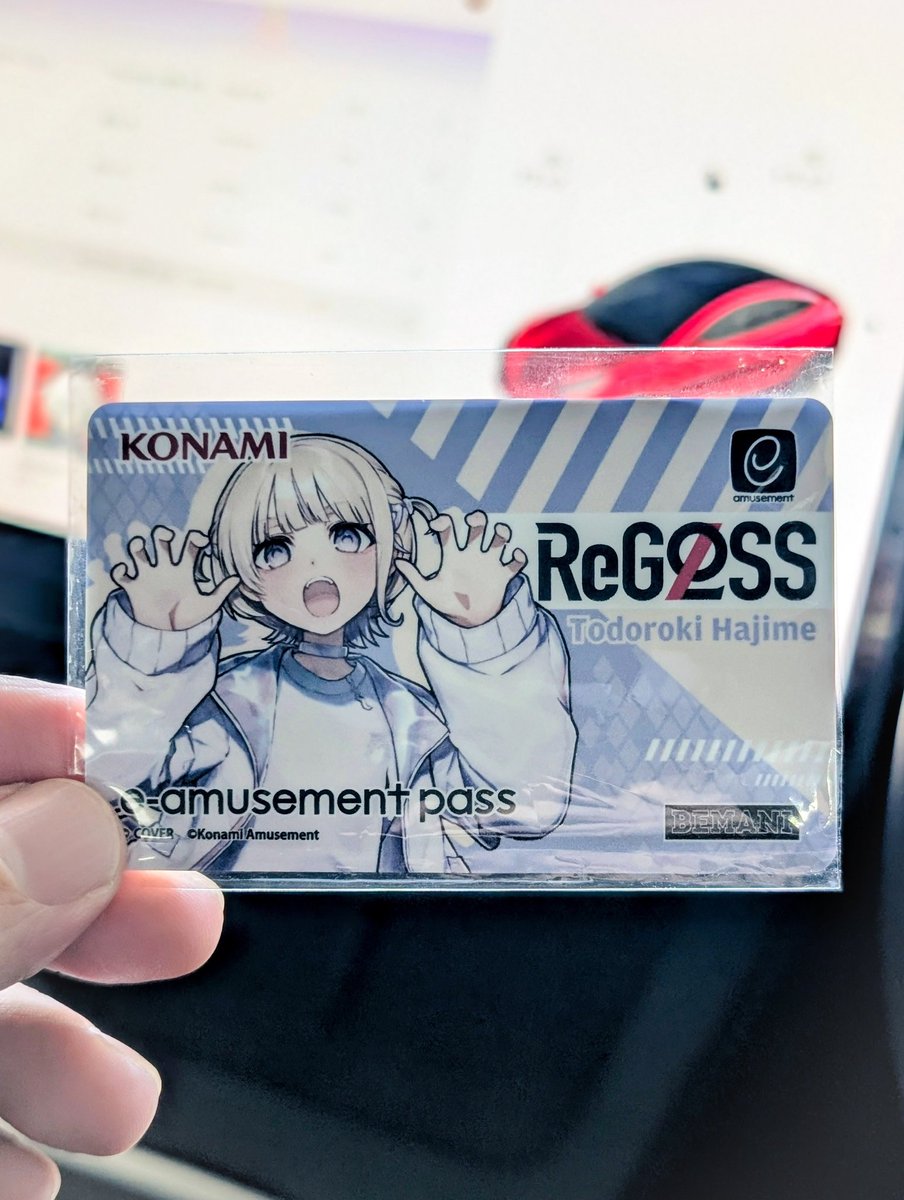 KONAMI
e
amusement
ReGLOSS
Todoroki Hajime
e-amusement pass
© COVER ©Konami Amusement
BEMANI